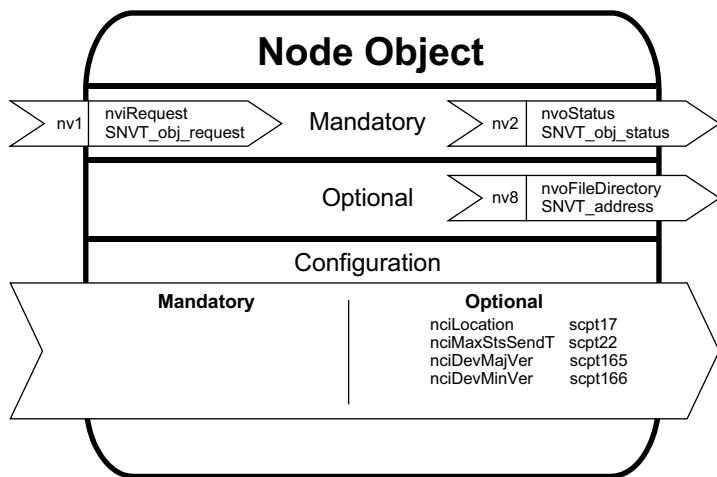 Node Object
nv1 nviRequest
SNVT_obj_request
Mandatory
nv2 nvoStatus
SNVT_obj_status
Optional
nv8 nvoFileDirectory
SNVT_address
Configuration
Mandatory
Optional
nciLocation scpt17
nciMaxStsSendT scpt22
nciDevMajVer scpt165
nciDevMinVer scpt166